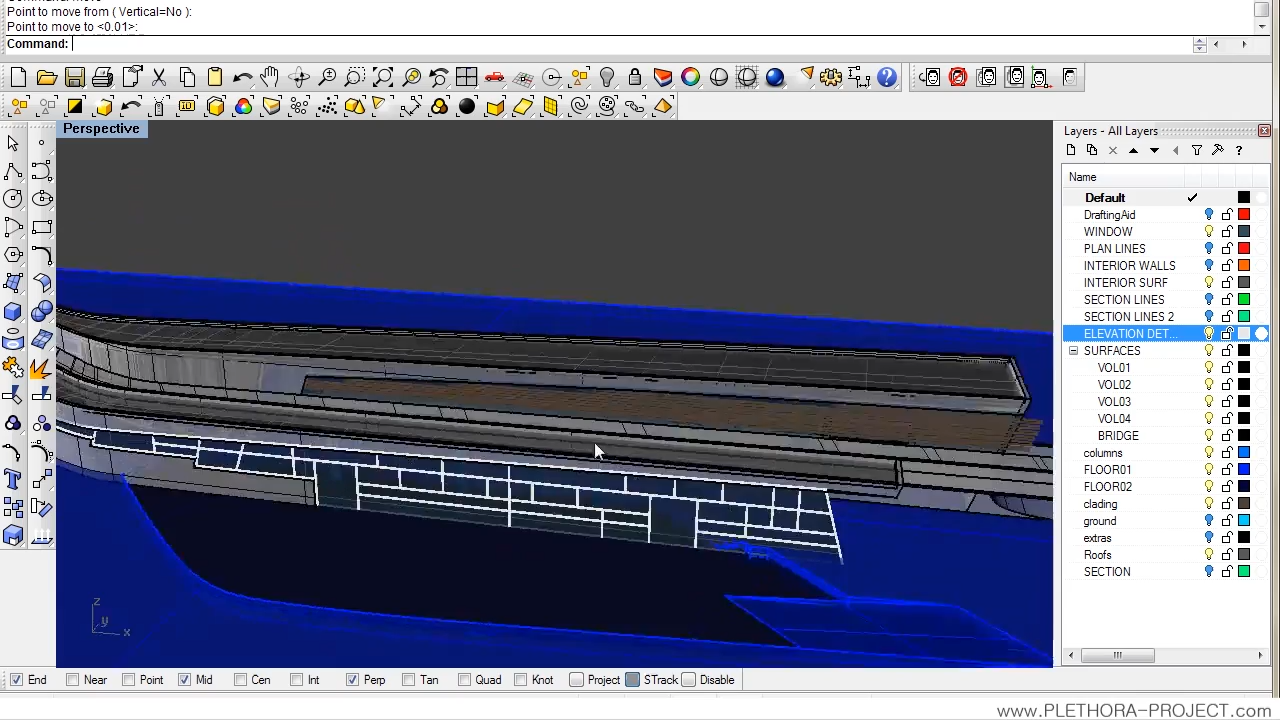 Point to move from ( Vertical=No ):
Point to move to <0.01>:
Command:
Perspective
Layers - All Layers
Name
Default
DraftingAid
WINDOW
PLAN LINES
INTERIOR WALLS
INTERIOR SURF
SECTION LINES
SECTION LINES 2
ELEVATION DET...
SURFACES
VOL01
VOL02
VOL03
VOL04
BRIDGE
columns
FLOOR01
FLOOR02
clading
ground
extras
Roofs
SECTION
z
y
x
End Near Point Mid Cen Int Perp Tan Quad Knot Project STrack Disable
www.PLETHORA-PROJECT.com